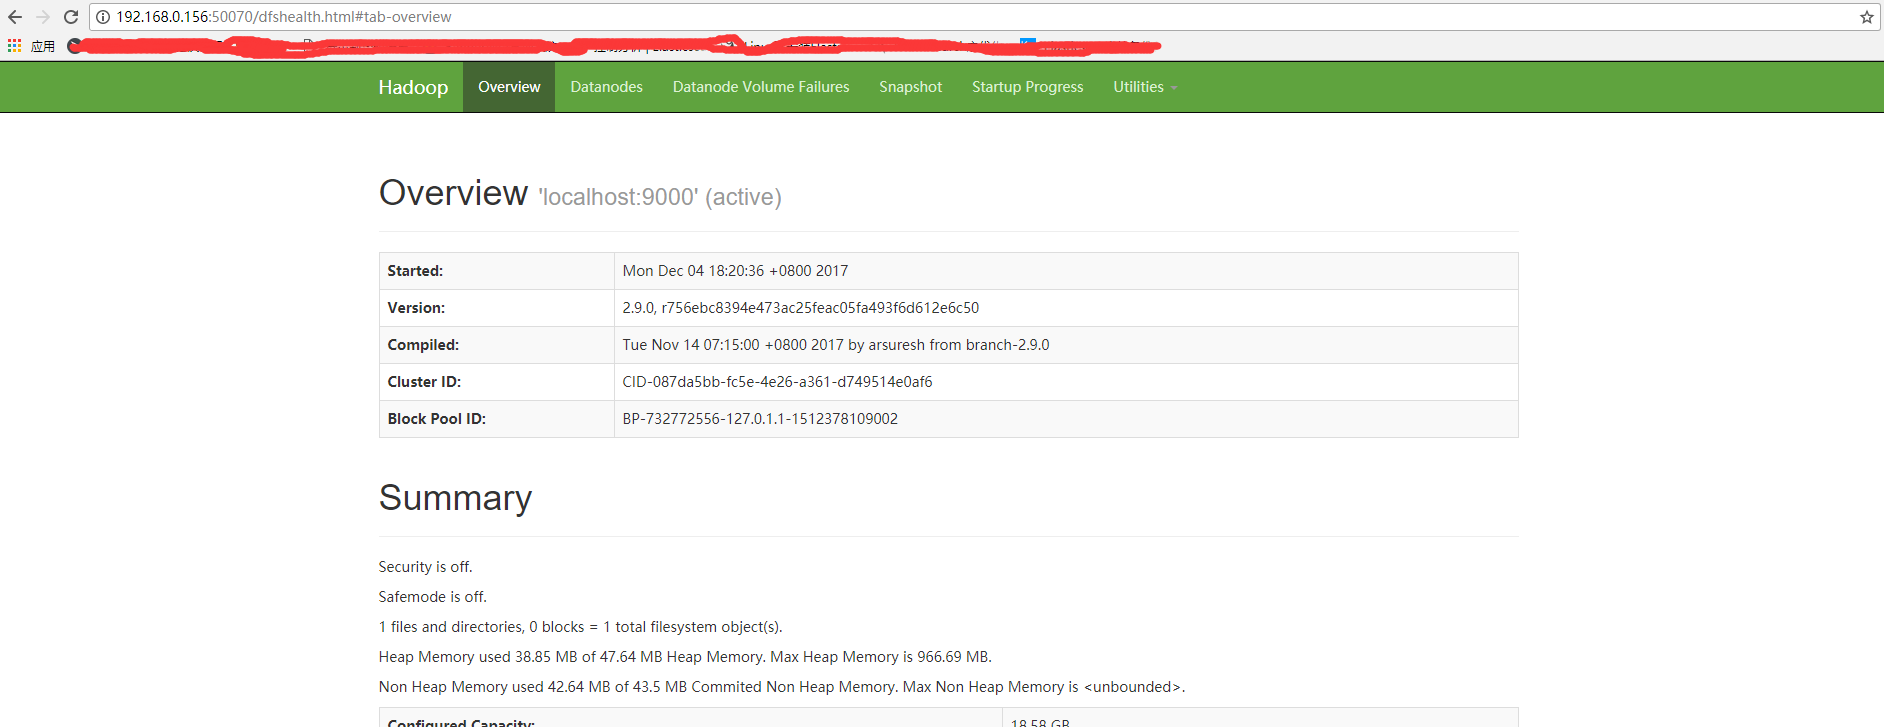 192.168.0.156:50070/dfshealth.html#tab-overview
应用
Hadoop Overview Datanodes Datanode Volume Failures Snapshot Startup Progress Utilities
Overview 'localhost:9000' (active)
Started: Mon Dec 04 18:20:36 +0800 2017
Version: 2.9.0, r756ebc8394e473ac25feac05fa493f6d612e6c50
Compiled: Tue Nov 14 07:15:00 +0800 2017 by arsuresh from branch-2.9.0
Cluster ID: CID-087da5bb-fc5e-4e26-a361-d749514e0af6
Block Pool ID: BP-732772556-127.0.1.1-1512378109002
Summary
Security is off.
Safemode is off.
1 files and directories, 0 blocks = 1 total filesystem object(s).
Heap Memory used 38.85 MB of 47.64 MB Heap Memory. Max Heap Memory is 966.69 MB.
Non Heap Memory used 42.64 MB of 43.5 MB Commited Non Heap Memory. Max Non Heap Memory is <unbounded>.
Configured Capacity: 18.58 GB